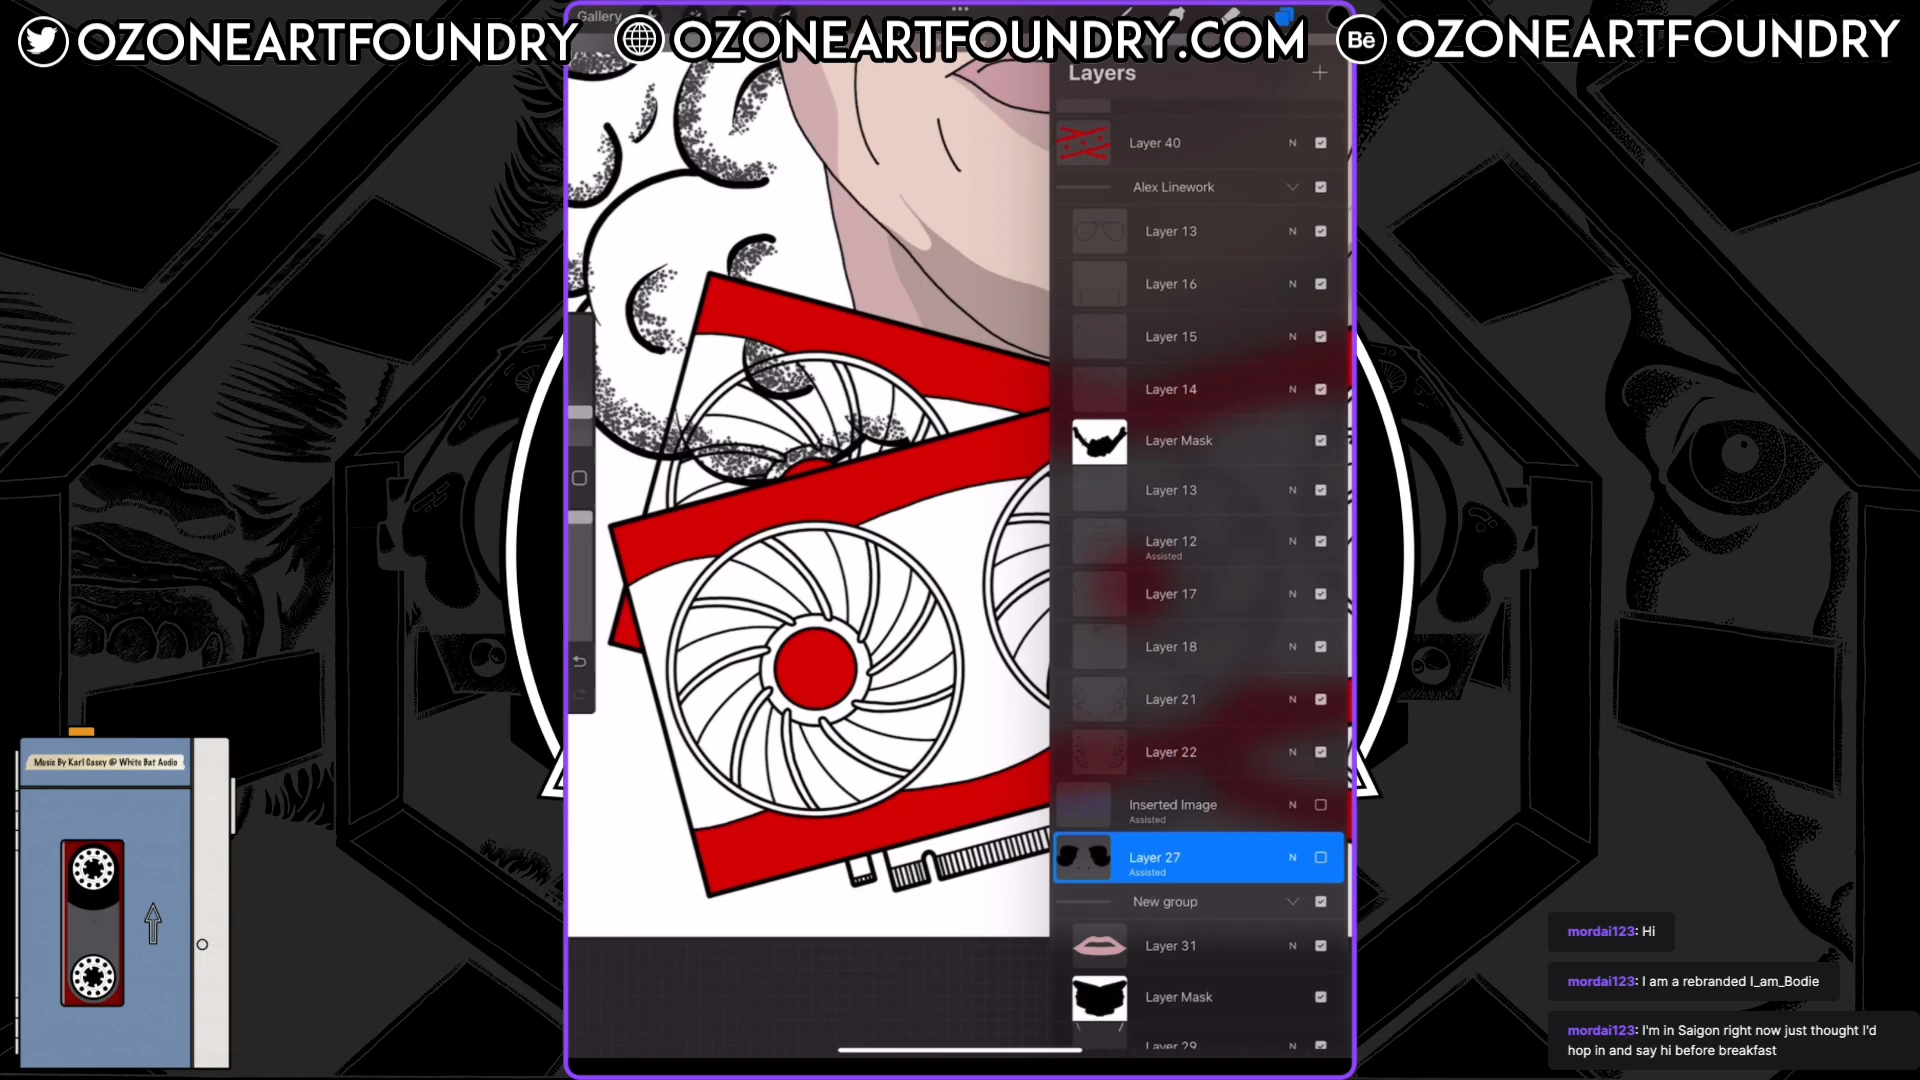 OZONEARTFOUNDRY
OZONEARTFOUNDRY.COM
Bē OZONEARTFOUNDRY
Gallery
Layers
Layer 40 N
Alex Linework
Layer 13 N
Layer 16 N
Layer 15 N
Layer 14 N
Layer Mask
Layer 13 N
Layer 12 N
Assisted
Layer 17 N
Layer 18 N
Layer 21 N
Layer 22 N
Inserted Image N
Assisted
Layer 27 N
Assisted
New group
Layer 31 N
Layer Mask
Layer 29 N
Music By Karl Casey @ White Bat Audio
mordai123: Hi
mordai123: I am a rebranded I_am_Bodie
mordai123: I'm in Saigon right now just thought I'd
hop in and say hi before breakfast